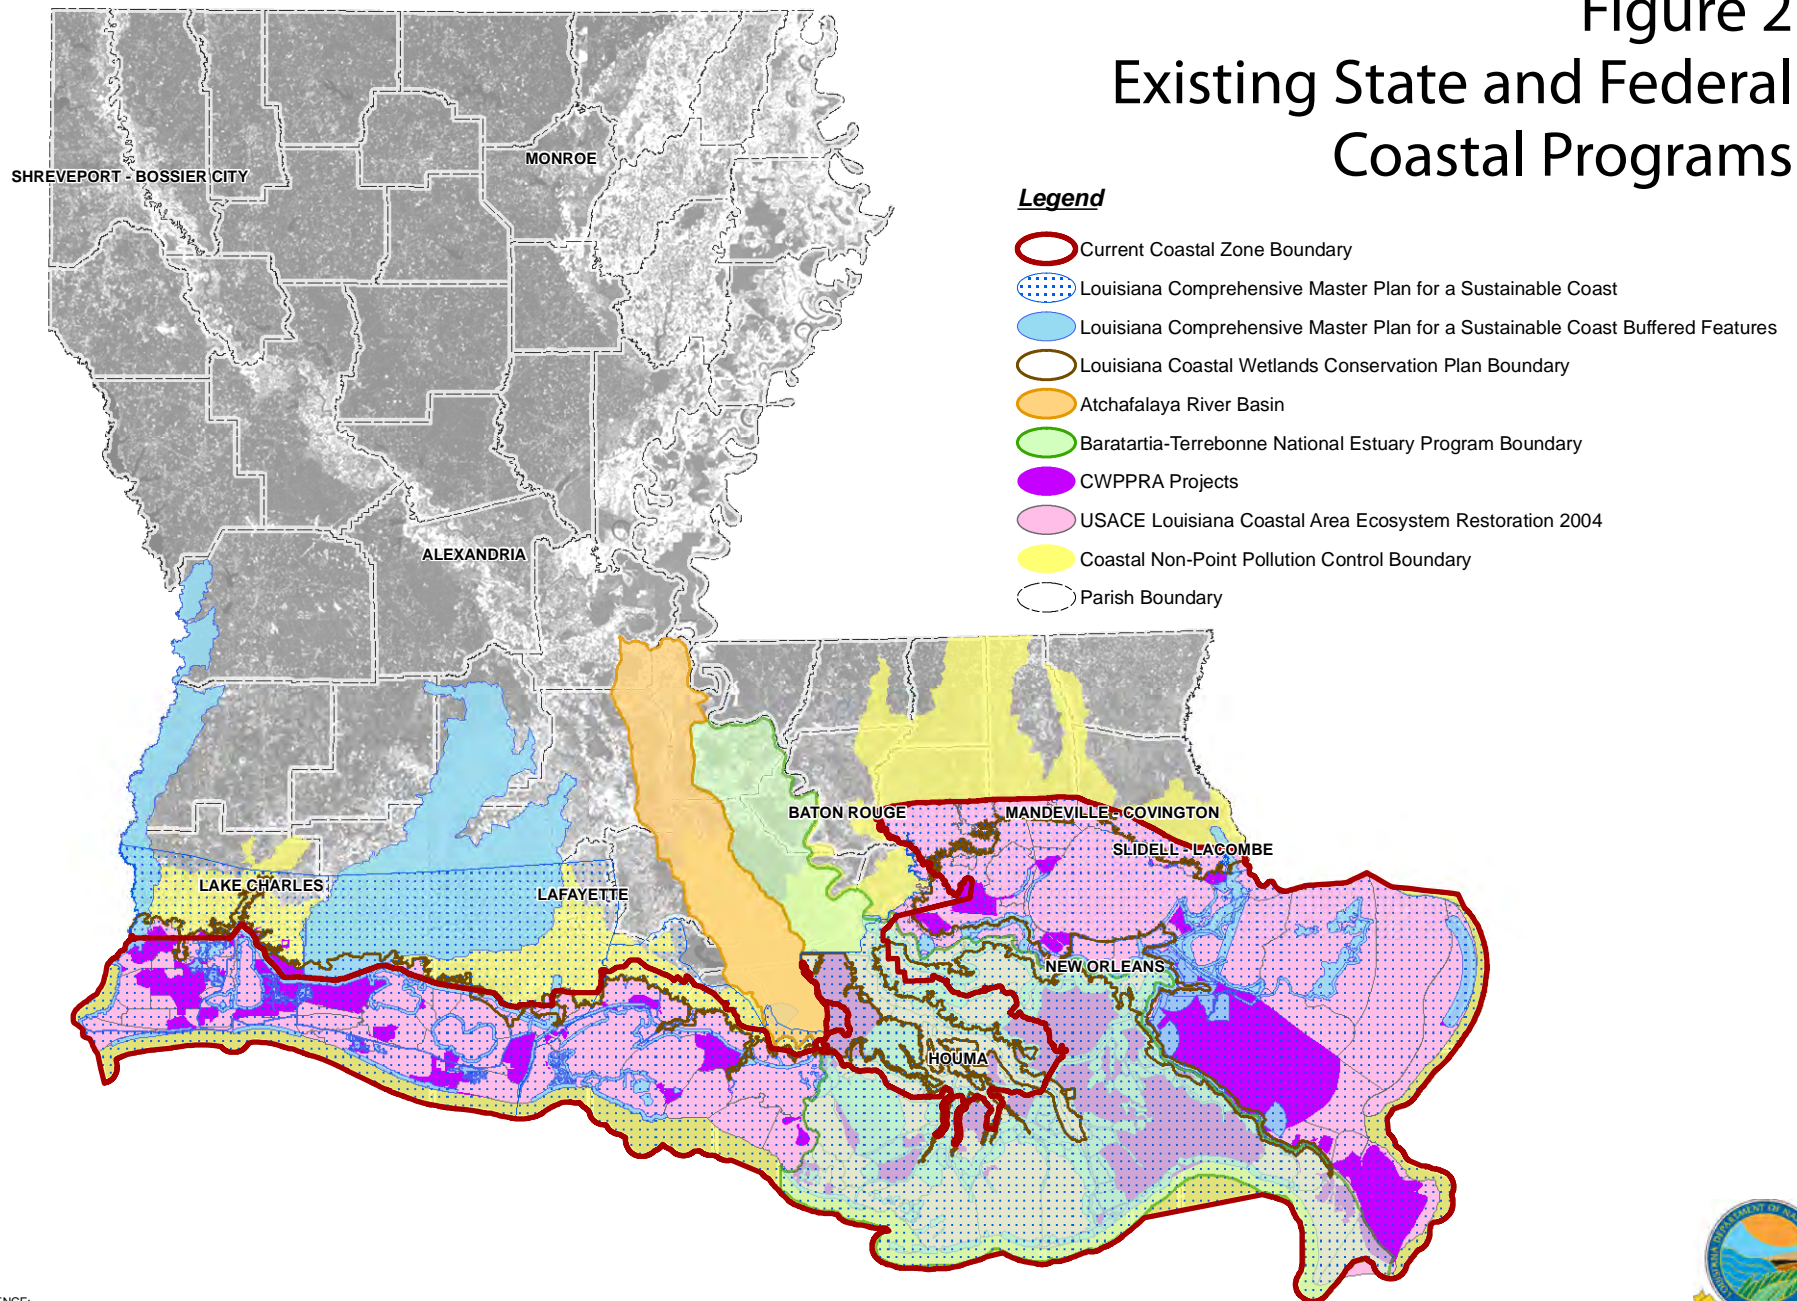 Figure 2
Existing State and Federal
Coastal Programs
Legend
Current Coastal Zone Boundary
Louisiana Comprehensive Master Plan for a Sustainable Coast
Louisiana Comprehensive Master Plan for a Sustainable Coast Buffered Features
Louisiana Coastal Wetlands Conservation Plan Boundary
Atchafalaya River Basin
Baratartia-Terrebonne National Estuary Program Boundary
CWPPRA Projects
USACE Louisiana Coastal Area Ecosystem Restoration 2004
Coastal Non-Point Pollution Control Boundary
Parish Boundary
SHREVEPORT - BOSSIER CITY
MONROE
ALEXANDRIA
BATON ROUGE
MANDEVILLE - COVINGTON
SLIDELL - LACOMBE
LAKE CHARLES
LAFAYETTE
NEW ORLEANS
HOUMA
DEPARTMENT OF